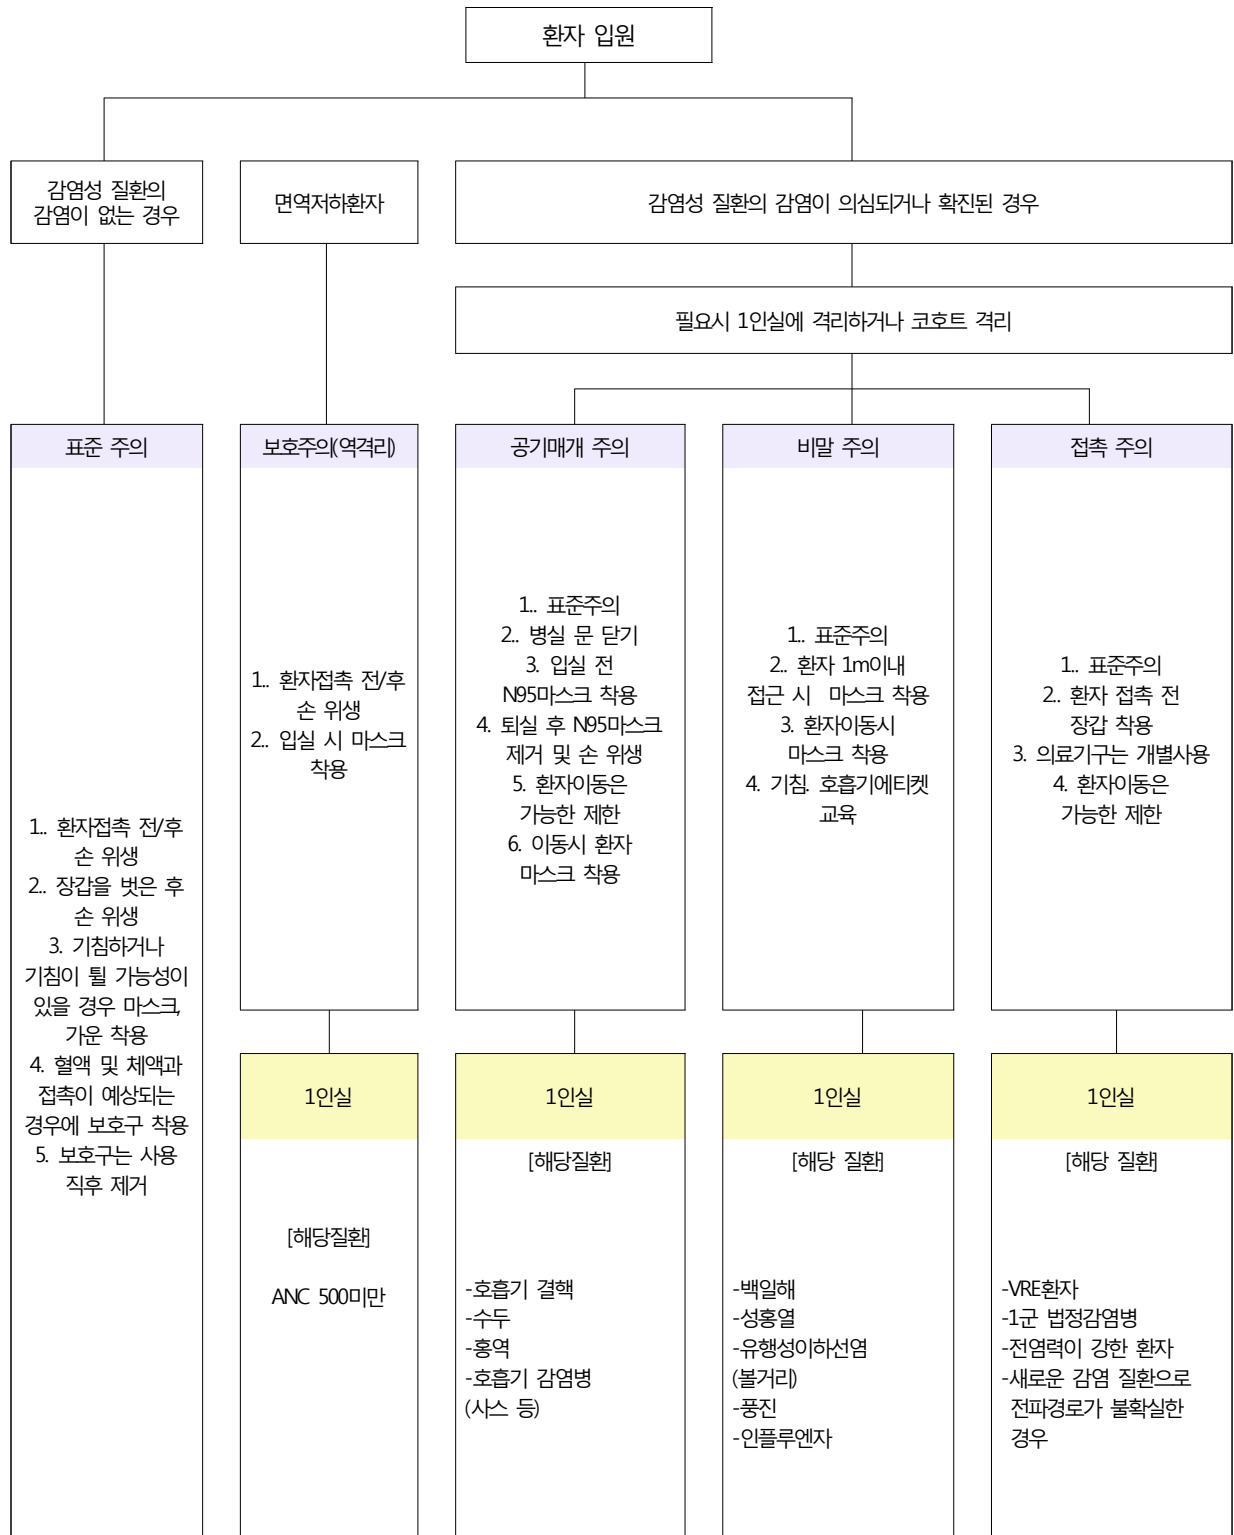 환자 입원
감염성 질환의
감염이 없는 경우
면역저하환자
감염성 질환의 감염이 의심되거나 확진된 경우
필요시 1인실에 격리하거나 코호트 격리
표준 주의
1.. 환자접촉 전/후
손 위생
2.. 장갑을 벗은 후
손 위생
3. 기침하거나
기침이 튈 가능성이
있을 경우 마스크,
가운 착용
4. 혈액 및 체액과
접촉이 예상되는
경우에 보호구 착용
5. 보호구는 사용
직후 제거
보호주의(역격리)
1.. 환자접촉 전/후
손 위생
2.. 입실 시 마스크
착용
1인실
[해당질환]
ANC 500미만
공기매개 주의
1.. 표준주의
2.. 병실 문 닫기
3. 입실 전
N95마스크 착용
4. 퇴실 후 N95마스크
제거 및 손 위생
5. 환자이동은
가능한 제한
6. 이동시 환자
마스크 착용
1인실
[해당질환]
-호흡기 결핵
-수두
-홍역
-호흡기 감염병
(사스 등)
비말 주의
1.. 표준주의
2.. 환자 1m이내
접근 시 마스크 착용
3. 환자이동시
마스크 착용
4. 기침. 호흡기에티켓
교육
1인실
[해당 질환]
-백일해
-성홍열
-유행성이하선염
(볼거리)
-풍진
-인플루엔자
접촉 주의
1.. 표준주의
2.. 환자 접촉 전
장갑 착용
3. 의료기구는 개별사용
4. 환자이동은
가능한 제한
1인실
[해당 질환]
-VRE환자
-1군 법정감염병
-전염력이 강한 환자
-새로운 감염 질환으로
전파경로가 불확실한
경우